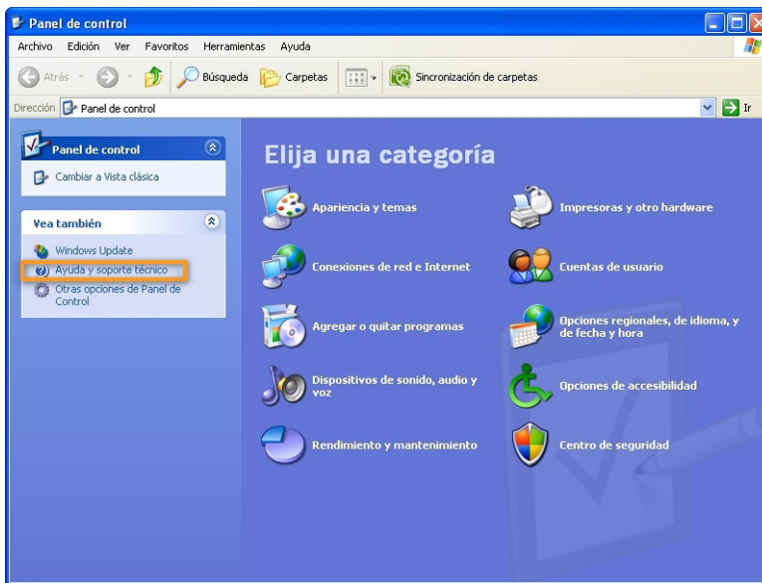 Panel de control
Archivo Edición Ver Favoritos Herramientas Ayuda
Atrás Búsqueda Carpetas Sincronización de carpetas
Dirección Panel de control Ir
Panel de control
Cambiar a Vista clásica
Vea también
Windows Update
Ayuda y soporte técnico
Otras opciones de Panel de
Control
Elija una categoría
Apariencia y temas
Impresoras y otro hardware
Conexiones de red e Internet
Cuentas de usuario
Agregar o quitar programas
Opciones regionales, de idioma, y
de fecha y hora
Dispositivos de sonido, audio y
voz
Opciones de accesibilidad
Rendimiento y mantenimiento
Centro de seguridad